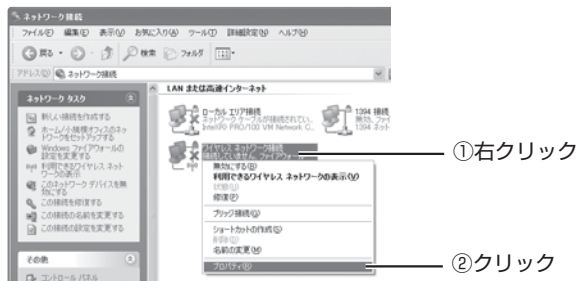 ネットワーク接続
ファイル(F) 編集(E) 表示(V) お気に入り(A) ツール(T) 詳細設定(N) ヘルプ(H)
戻る 検索 フォルダ
アドレス(D) ネットワーク接続
LAN または高速インターネット
ネットワーク タスク
新しい接続を作成する
ホーム/小規模オフィスのネットワークをセットアップする
Windows ファイアウォールの設定を変更する
利用できるワイヤレス ネットワークの表示
このネットワーク デバイスを無効にする
この接続を修復する
この接続の名前を変更する
この接続の設定を変更する
その他
コントロール パネル
ローカル エリア接続
ネットワーク ケーブルが接続されてい...
Intel(R) PRO/100 VM Network C...
1394 接続
1394 ネット
ワイヤレス ネットワーク接続
接続していません, ファイアウォー
無効にする(B)
利用できるワイヤレス ネットワークの表示(V)
状態(U)
修復(P)
ブリッジ接続(G)
ショートカットの作成(S)
削除(D)
名前の変更(M)
プロパティ(R)
①右クリック
②クリック